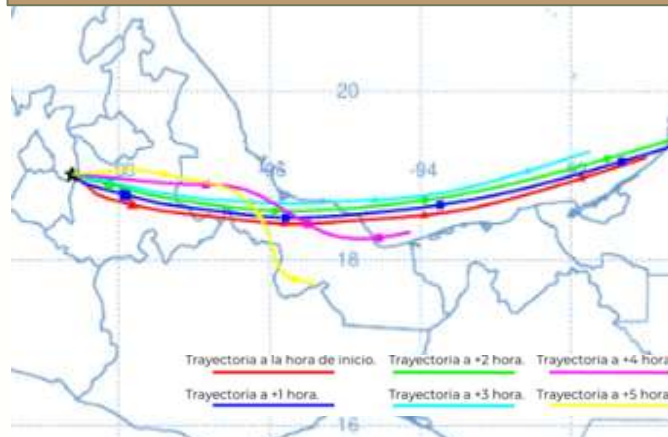 20
-94
18
Trayectoria a la hora de inicio. Trayectoria a +2 hora. Trayectoria a +4 hora
Trayectoria a +1 hora. Trayectoria a +3 hora. Trayectoria a +5 hora
16